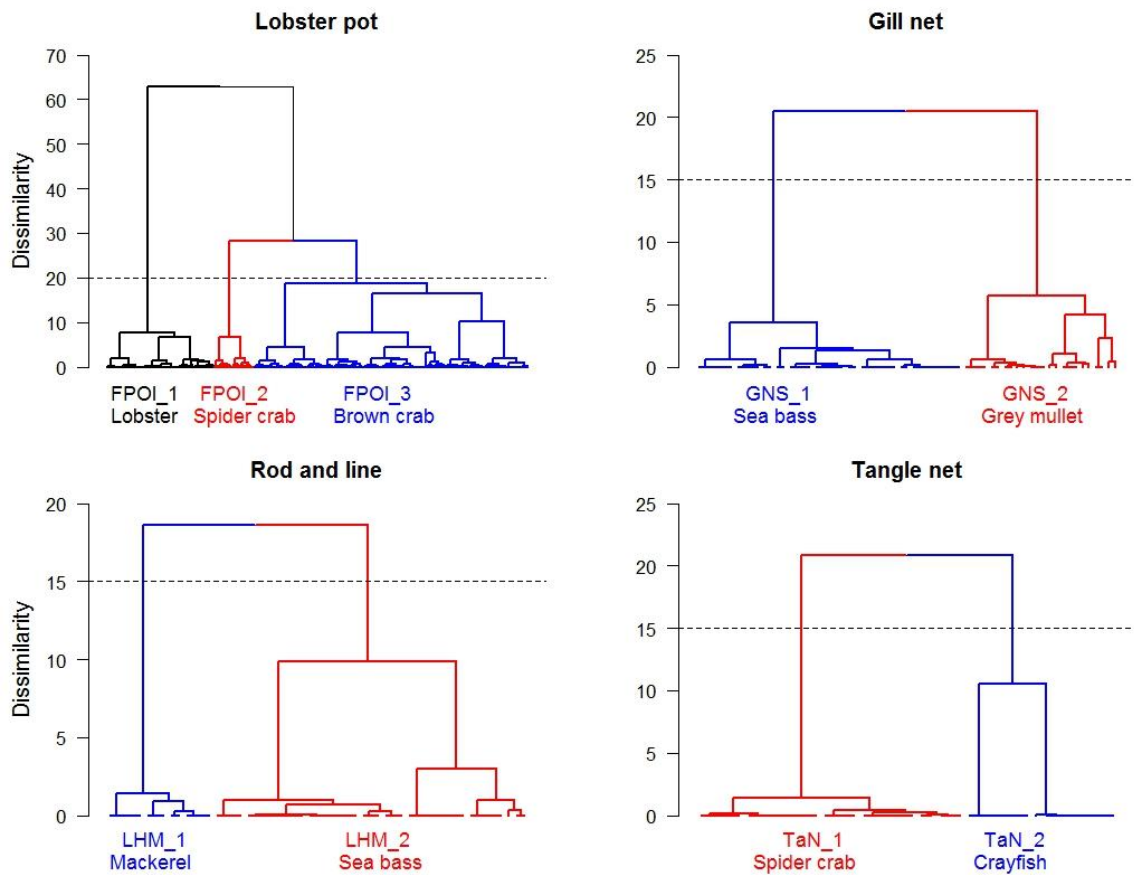 Lobster pot
Dissimilarity
70
60
50
40
30
20
10
0
FPOI_1 FPOI_2 FPOI_3
Lobster Spider crab Brown crab
Gill net
25
20
15
10
5
0
GNS_1 GNS_2
Sea bass Grey mullet
Rod and line
Dissimilarity
20
15
10
5
0
LHM_1 LHM_2
Mackerel Sea bass
Tangle net
25
20
15
10
5
0
TaN_1 TaN_2
Spider crab Crayfish